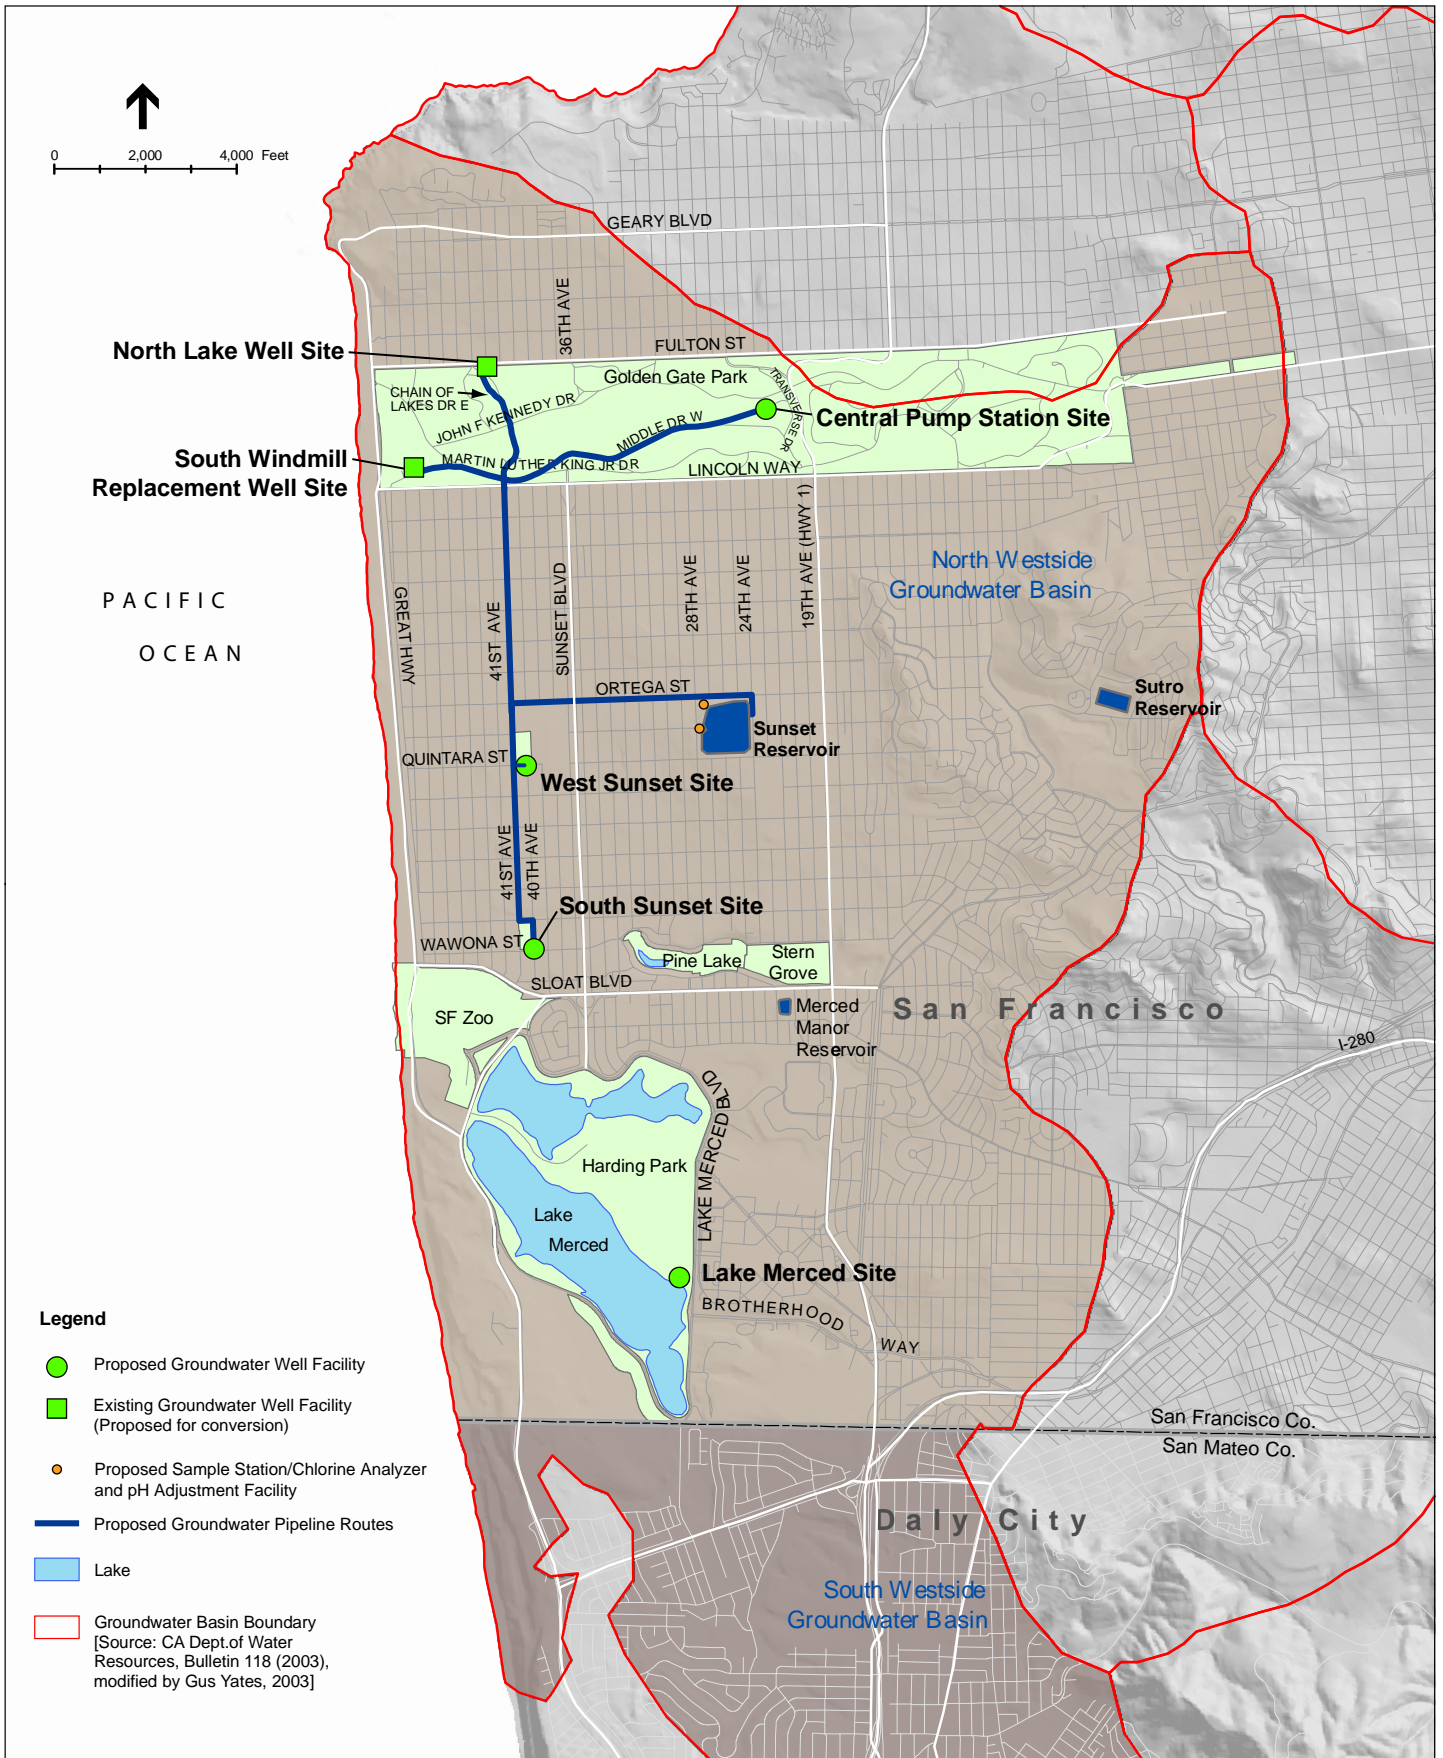 0 2,000 4,000 Feet
GEARY BLVD
36TH AVE
FULTON ST
North Lake Well Site
Golden Gate Park
CHAIN OF
LAKES DR E
JOHN F KENNEDY DR
TRANSVERSE DR
MIDDLE DR W
Central Pump Station Site
South Windmill
Replacement Well Site
MARTIN LUTHER KING JR DR
LINCOLN WAY
19TH AVE (HWY 1)
North Westside
Groundwater Basin
PACIFIC
OCEAN
GREAT HWY
41ST AVE
SUNSET BLVD
28TH AVE
24TH AVE
ORTEGA ST
Sutro
Reservoir
Sunset
Reservoir
QUINTARA ST
West Sunset Site
41ST AVE
40TH AVE
South Sunset Site
WAWONA ST
Pine Lake
Stern
Grove
SLOAT BLVD
SF Zoo
Merced
Manor
Reservoir
San Francisco
I-280
LAKE MERCED BLVD
Harding Park
Lake
Merced
Lake Merced Site
BROTHERHOOD WAY
San Francisco Co.
San Mateo Co.
Daly City
South Westside
Groundwater Basin
Legend
Proposed Groundwater Well Facility
Existing Groundwater Well Facility
(Proposed for conversion)
Proposed Sample Station/Chlorine Analyzer
and pH Adjustment Facility
Proposed Groundwater Pipeline Routes
Lake
Groundwater Basin Boundary
[Source: CA Dept.of Water
Resources, Bulletin 118 (2003),
modified by Gus Yates, 2003]